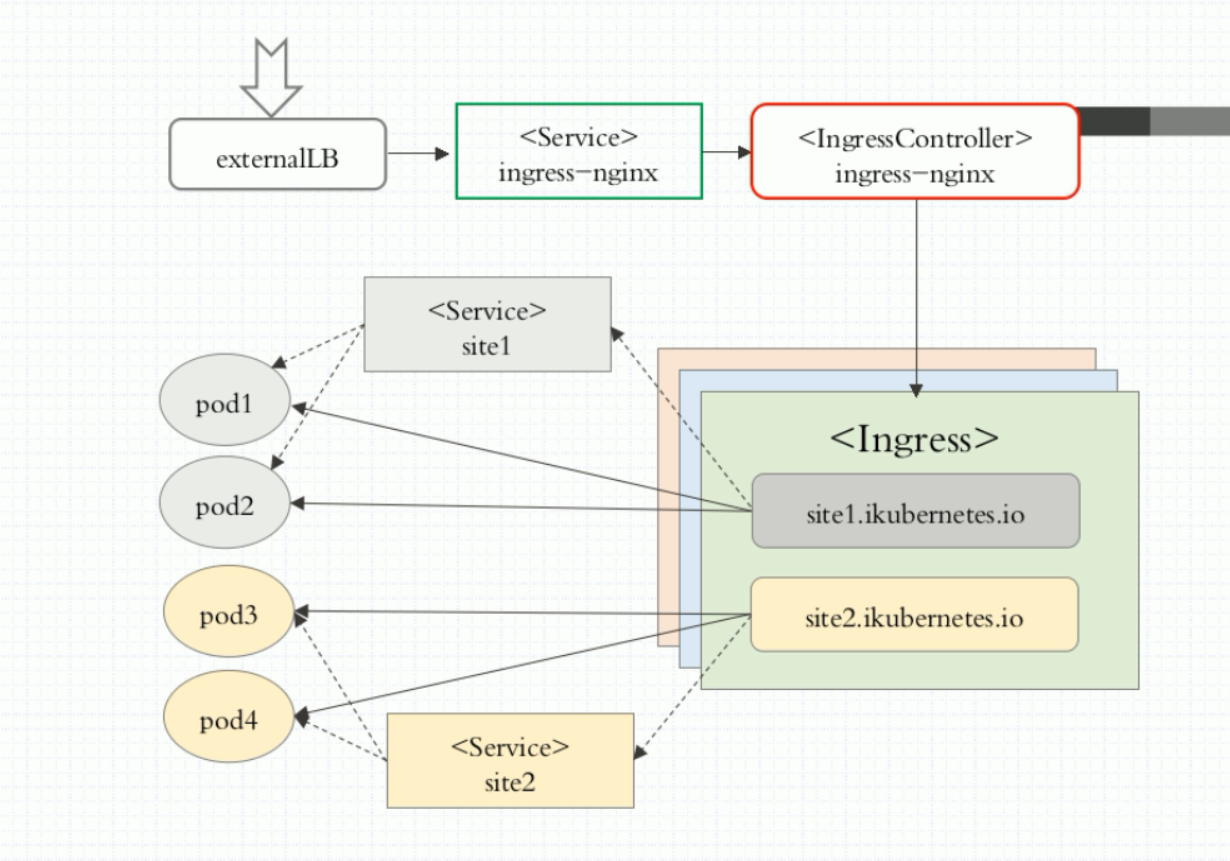 externalLB
<Service>
ingress-nginx
<IngressController>
ingress-nginx
<Service>
site1
pod1
pod2
pod3
pod4
<Ingress>
site1.ikubernetes.io
site2.ikubernetes.io
<Service>
site2